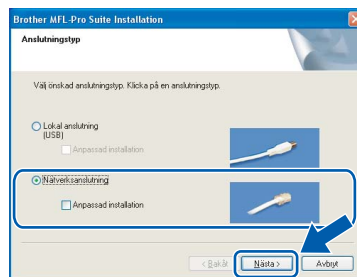 Brother MFL-Pro Suite Installation
Anslutningstyp
Välj önskad anslutningstyp. Klicka på en anslutningstyp.
Lokal anslutning
(USB)
Anpassad installation
Nätverksanslutning
Anpassad installation
< Bakåt
Nästa >
Avbryt